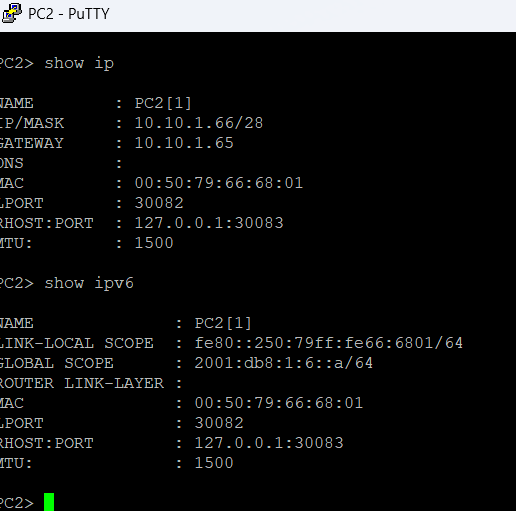 PC2 - PuTTY
PC2> show ip
NAME        : PC2[1]
IP/MASK     : 10.10.1.66/28
GATEWAY     : 10.10.1.65
DNS         :
MAC         : 00:50:79:66:68:01
LPORT       : 30082
RHOST:PORT  : 127.0.0.1:30083
MTU:        : 1500
PC2> show ipv6
NAME              : PC2[1]
LINK-LOCAL SCOPE  : fe80::250:79ff:fe66:6801/64
GLOBAL SCOPE      : 2001:db8:1:6::a/64
ROUTER LINK-LAYER :
MAC               : 00:50:79:66:68:01
LPORT             : 30082
RHOST:PORT        : 127.0.0.1:30083
MTU:              : 1500
PC2>